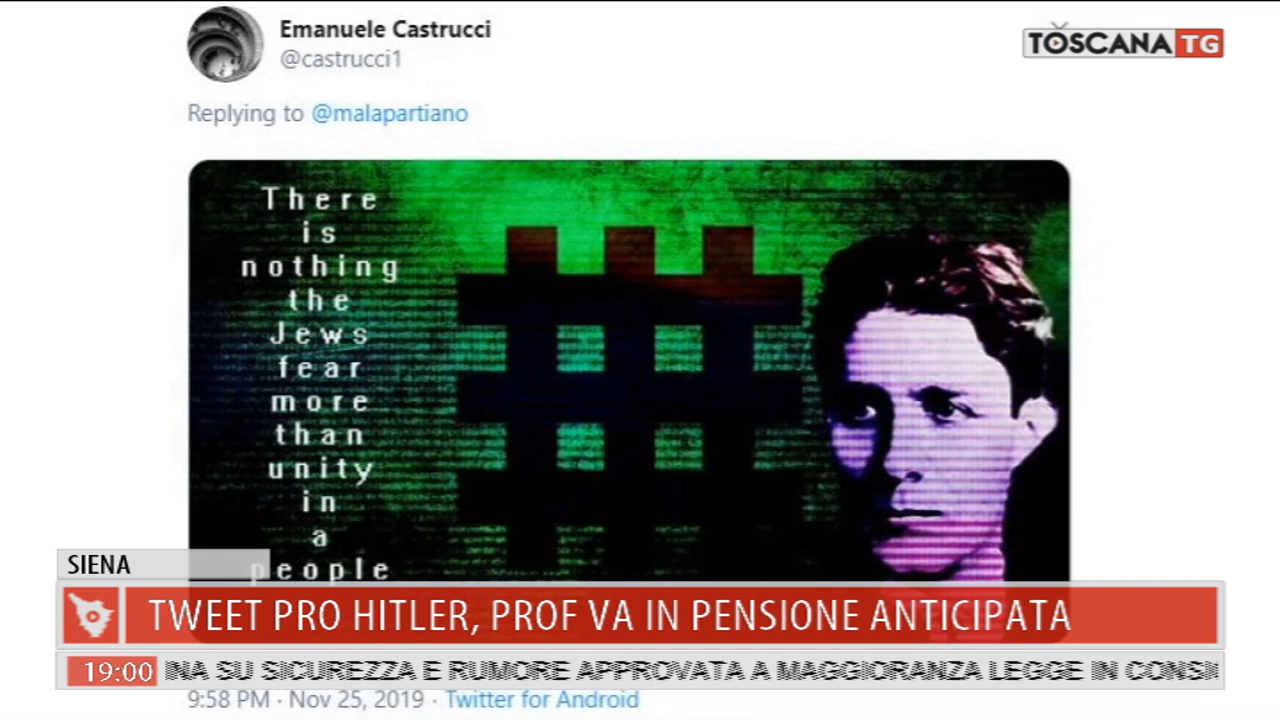 Emanuele Castrucci
@castrucci1
TOSCANA TG
Replying to @malapartiano
There
is
nothing
the
Jews
fear
more
than
unity
in
a
people
SIENA
TWEET PRO HITLER, PROF VA IN PENSIONE ANTICIPATA
19:00 INA SU SICUREZZA E RUMORE APPROVATA A MAGGIORANZA LEGGE IN CONSI
9:58 PM · Nov 25, 2019 · Twitter for Android